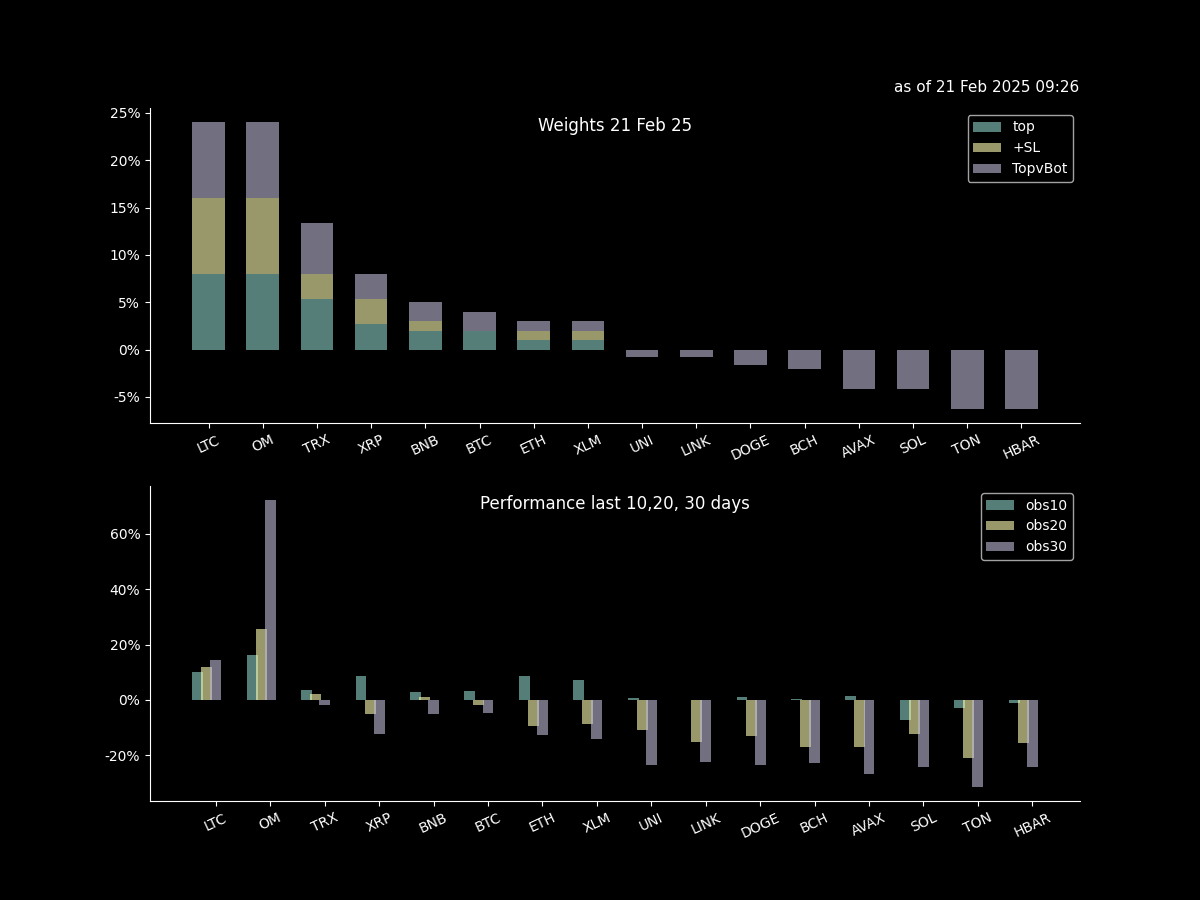 as of 21 Feb 2025 09:26
Weights 21 Feb 25
top
+SL
TopvBot
25%
20%
15%
10%
5%
0%
-5%
LTC OM TRX XRP BNB BTC ETH XLM UNI LINK DOGE BCH AVAX SOL TON HBAR
Performance last 10,20, 30 days
obs10
obs20
obs30
60%
40%
20%
0%
-20%
LTC OM TRX XRP BNB BTC ETH XLM UNI LINK DOGE BCH AVAX SOL TON HBAR